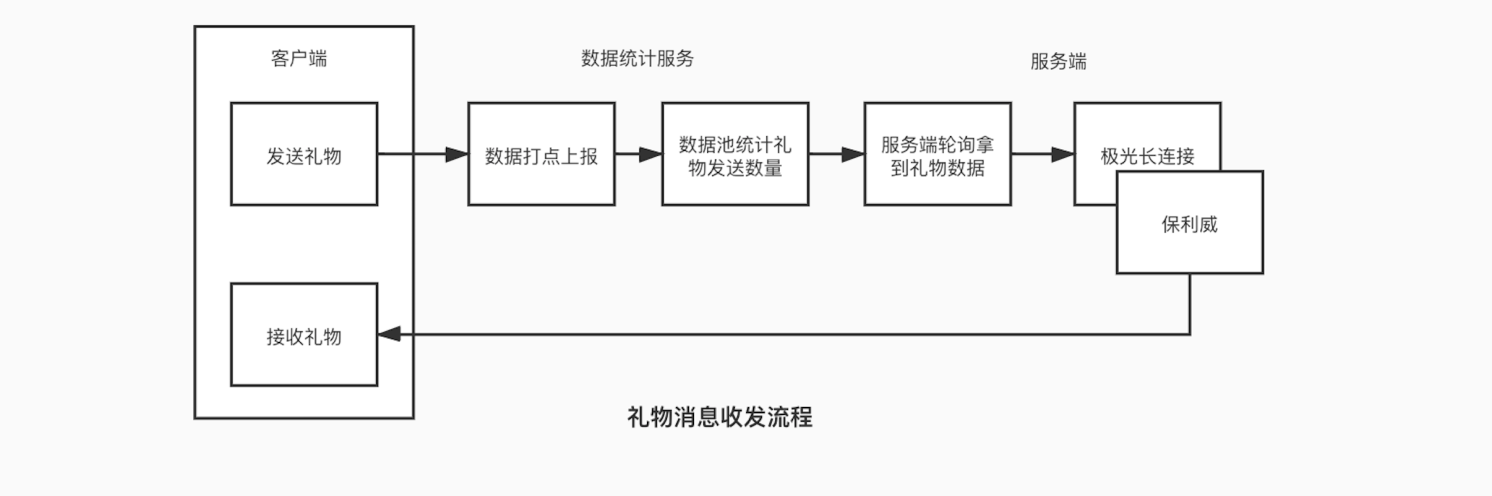 客户端
数据统计服务
服务端
发送礼物
数据打点上报
数据池统计礼
物发送数量
服务端轮询拿
到礼物数据
极光长连接
保利威
接收礼物
礼物消息收发流程